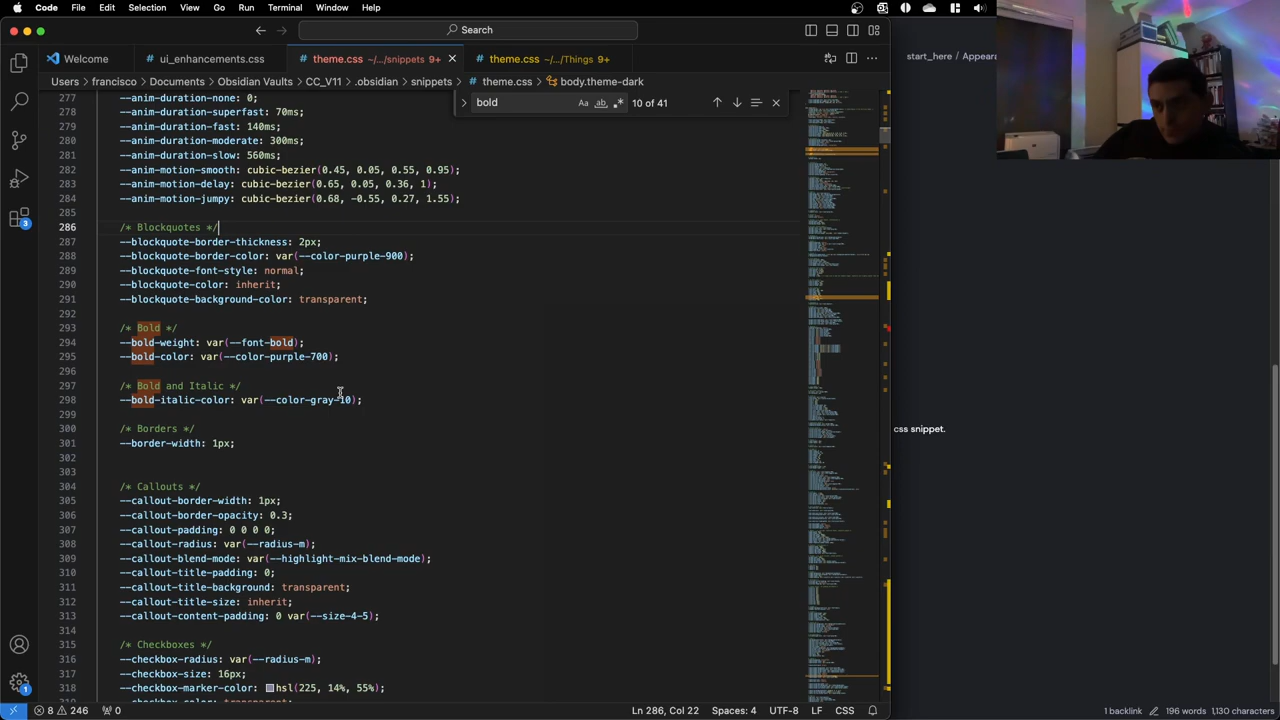 Code File Edit Selection View Go Run Terminal Window Help
Search
Welcome ui_enhancements.css theme.css ~/.../snippets 9+ theme.css ~/.../Things 9+
start_here / Appeara
Users francisco Documents Obsidian Vaults CC_V11 .obsidian snippets theme.css body.theme-dark
bold 10 of 41
277 --anim-duration-none: 0;
278 --anim-duration-superfast: 70ms;
279 --anim-duration-fast: 140ms;
280 --anim-duration-moderate: 300ms;
281 --anim-duration-slow: 560ms;
282 --anim-motion-smooth: cubic-bezier(0.45, 0.05, 0.55, 0.95);
283 --anim-motion-delay: cubic-bezier(0.65, 0.05, 0.36, 1);
284 --anim-motion-jumpy: cubic-bezier(0.68, -0.55, 0.27, 1.55);
285
286 /* Blockquotes */
287 --blockquote-border-thickness: 2px;
288 --blockquote-border-color: var(--color-purple-900);
289 --blockquote-font-style: normal;
290 --blockquote-color: inherit;
291 --blockquote-background-color: transparent;
292
293 /* Bold */
294 --bold-weight: var(--font-bold);
295 --bold-color: var(--color-purple-700);
296
297 /* Bold and Italic */
298 --bold-italic-color: var(--color-gray-10);
299
300 /* Borders */
301 --border-width: 1px;
302
303
304 /* Callouts */
305 --callout-border-width: 1px;
306 --callout-border-opacity: 0.5;
307 --callout-padding: 0 0 0 0;
308 --callout-radius: var(--radius-m);
309 --callout-blend-mode: var(--highlight-mix-blend-mode);
310 --callout-title-padding: 0;
311 --callout-title-background: transparent;
312 --callout-title-size: inherit;
313 --callout-content-padding: 0 var(--size-4-5);
314
315 /* Checkboxes */
316 --checkbox-radius: var(--radius-m);
317 --checkbox-size: 16px;
318 --checkbox-marker-color:
css snippet.
246 Ln 286, Col 22 Spaces: 4 UTF-8 LF CSS
1 backlink 196 words 1,130 characters